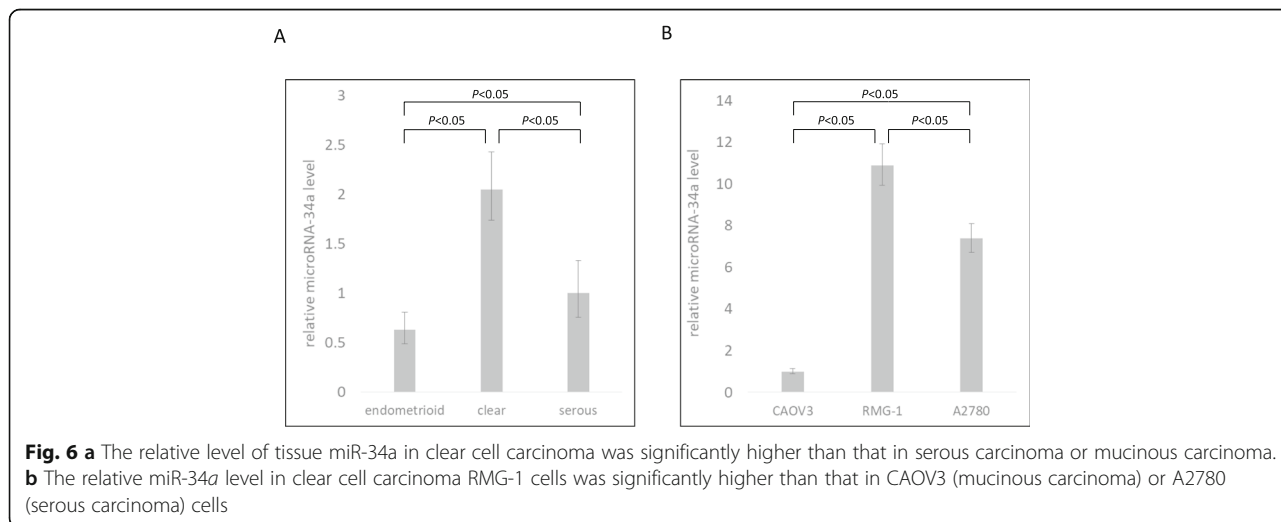 A
B
relative microRNA-34a level
3
2.5
2
1.5
1
0.5
0
P<0.05
P<0.05
P<0.05
endometrioid
clear
serous
relative microRNA-34a level
14
12
10
8
6
4
2
0
P<0.05
P<0.05
P<0.05
CAOV3
RMG-1
A2780
Fig. 6 a The relative level of tissue miR-34a in clear cell carcinoma was significantly higher than that in serous carcinoma or mucinous carcinoma.
b The relative miR-34a level in clear cell carcinoma RMG-1 cells was significantly higher than that in CAOV3 (mucinous carcinoma) or A2780
(serous carcinoma) cells